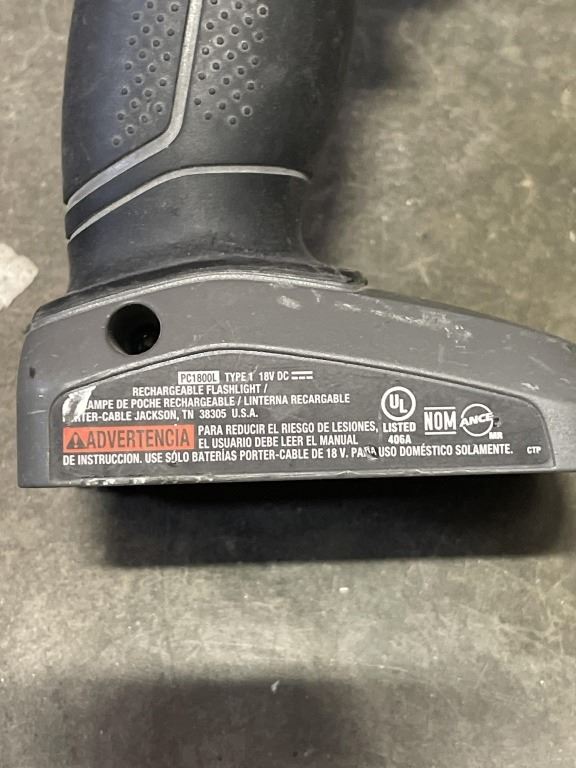 PC1800L TYPE 1 18V DC
RECHARGEABLE FLASHLIGHT /
LAMPE DE POCHE RECHARGEABLE / LINTERNA RECARGABLE
PORTER-CABLE JACKSON, TN 38305 U.S.A.
ADVERTENCIA PARA REDUCIR EL RIESGO DE LESIONES,
EL USUARIO DEBE LEER EL MANUAL
DE INSTRUCCION. USE SÓLO BATERÍAS PORTER-CABLE DE 18 V. PARA USO DOMÉSTICO SOLAMENTE.
UL
LISTED
406A
NOM
ANCE
MR
CTP